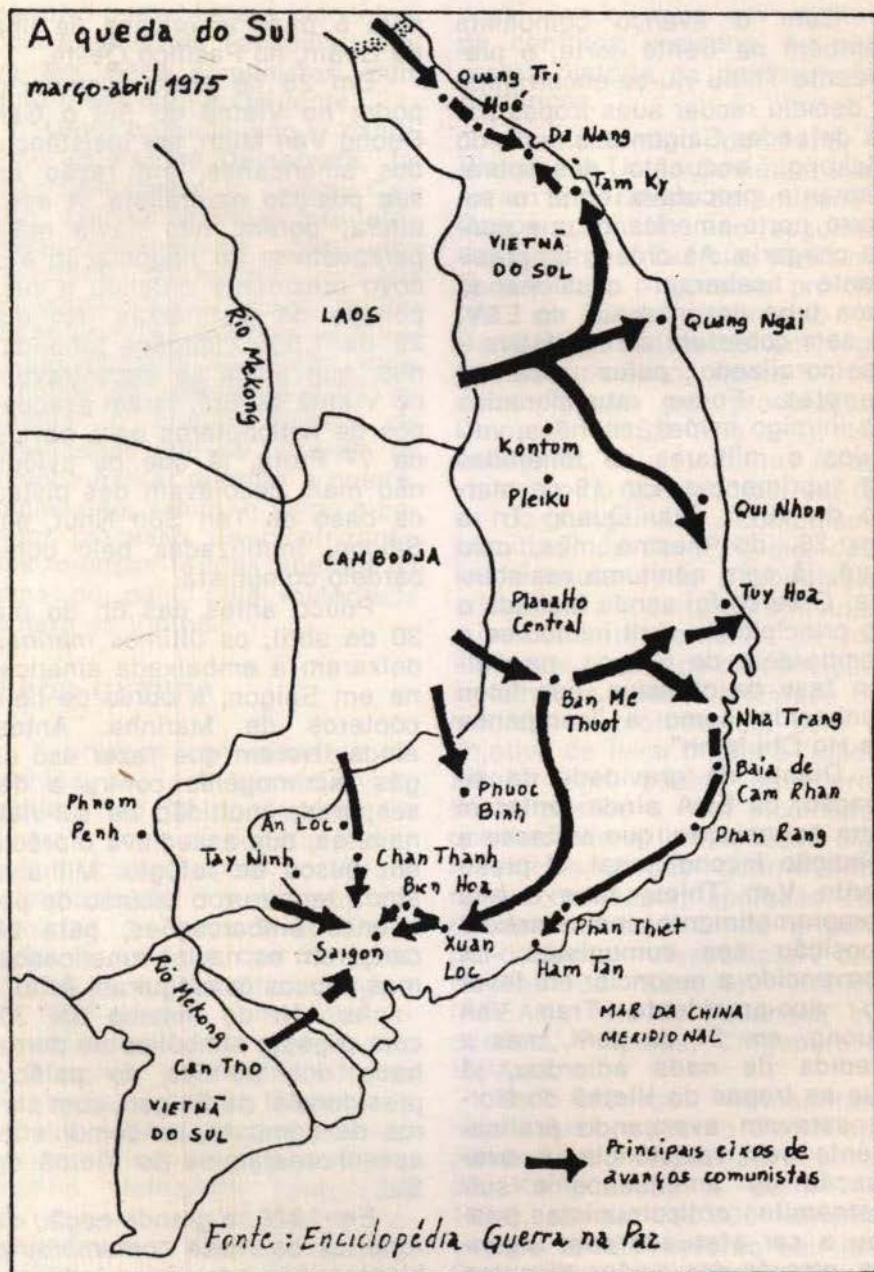 A queda do Sul
março-abril 1975
Quang Tri
Hué
Da Nang
Tam Ky
VIETNÃ
DO SUL
LAOS
Rio Mekong
Quang Ngai
Kontom
Pleiku
Qui Nhon
CAMBODJA
Planalto
Central
Tuy Hoa
Ban Me
Thuot
Nha Trang
Baía de
Cam Rhan
Phuoc
Binh
Phnom
Penh
An Loc
Phan Rang
Tay Ninh
Chan Thanh
Bien Hoa
Phan Thiet
Saigon
Xuan
Loc
Ham Tan
Rio Mekong
MAR DA CHINA
MERIDIONAL
Can Tho
VIETNÃ
DO SUL
Principais eixos de
avanços comunistas
Fonte: Enciclopédia Guerra na Paz